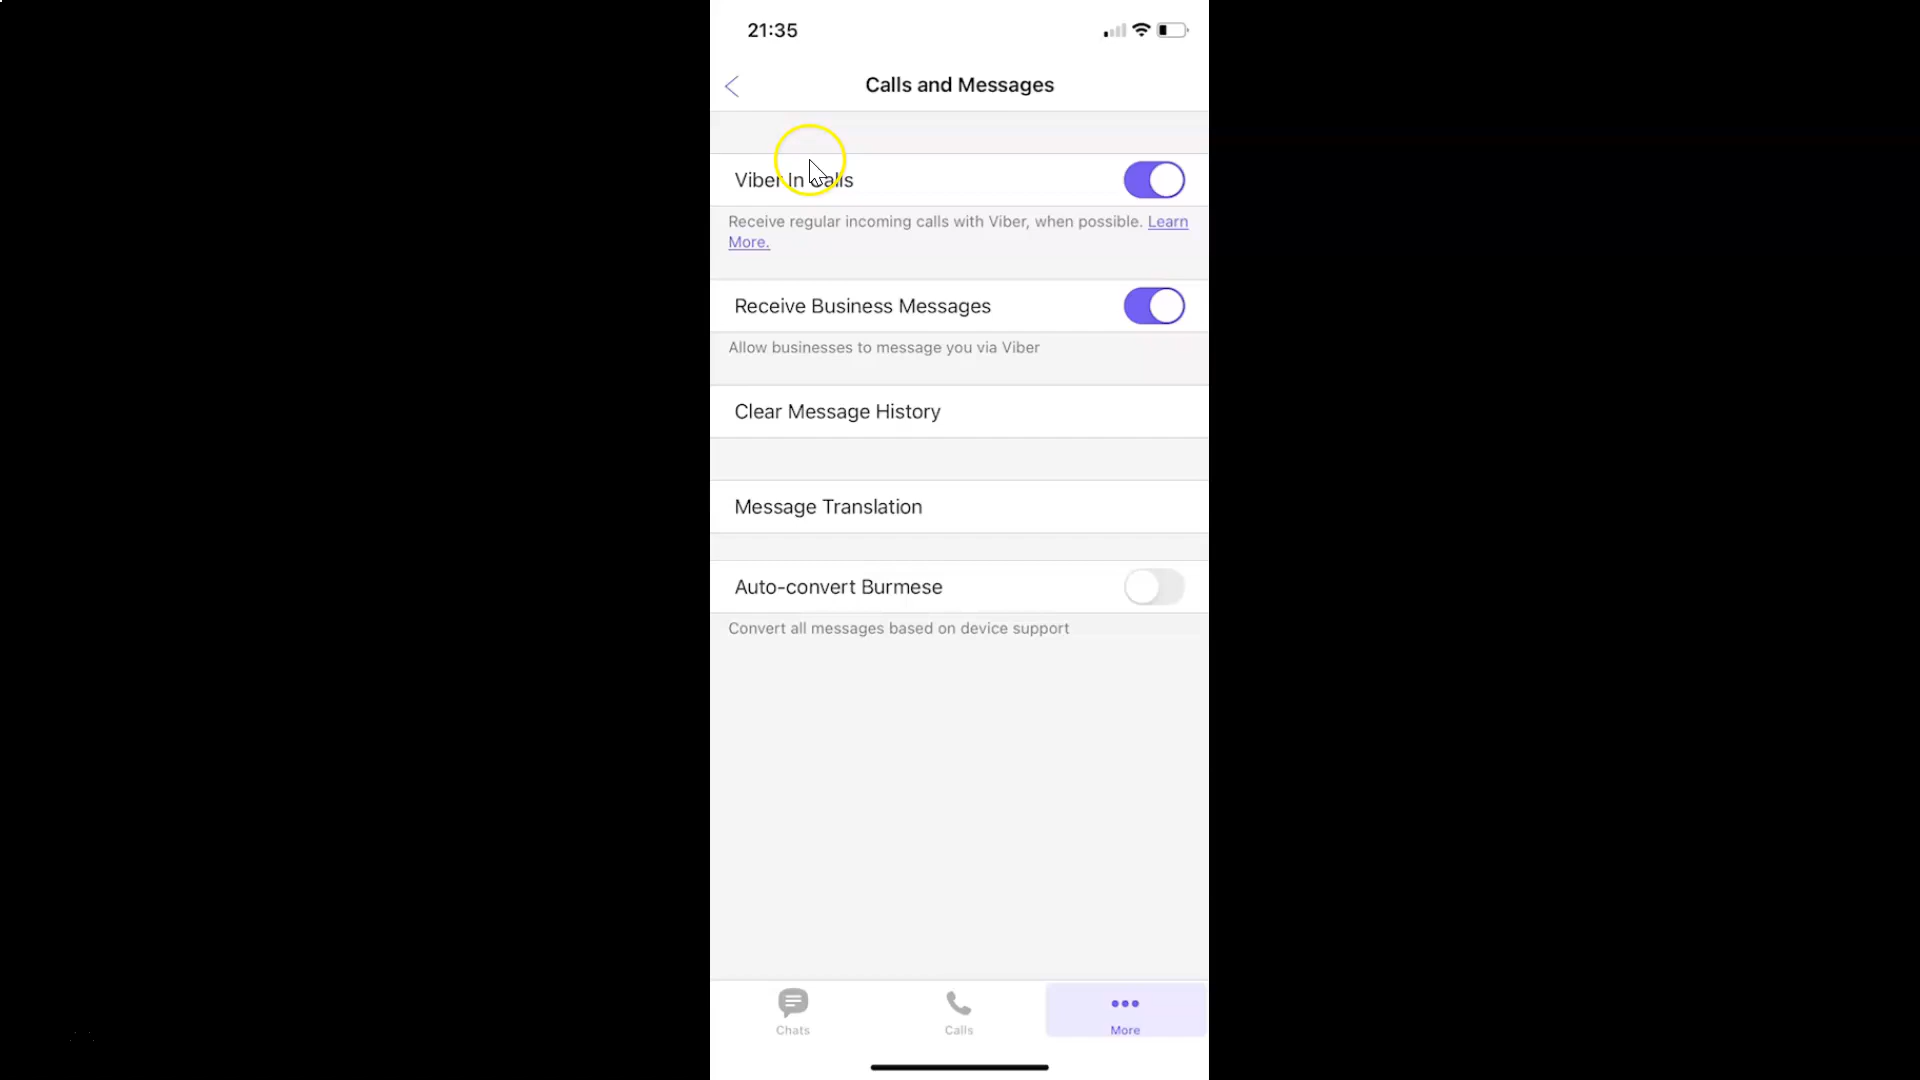 21:35
Calls and Messages
Viber In Calls
Receive regular incoming calls with Viber, when possible. Learn
More.
Receive Business Messages
Allow businesses to message you via Viber
Clear Message History
Message Translation
Auto-convert Burmese
Convert all messages based on device support
Chats
Calls
More